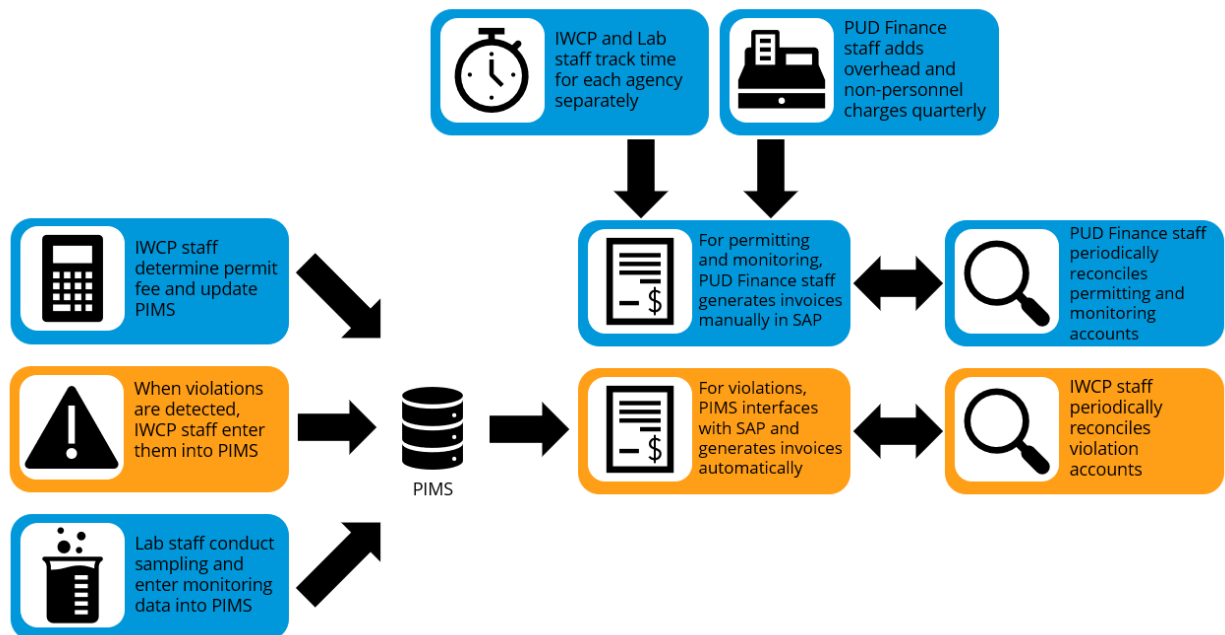 IWCP and Lab
staff track time
for each agency
separately
PUD Finance
staff adds
overhead and
non-personnel
charges quarterly
IWCP staff
determine permit
fee and update
PIMS
For permitting
and monitoring,
PUD Finance staff
generates invoices
manually in SAP
$
PUD Finance staff
periodically
reconciles
permitting and
monitoring
accounts
When violations
are detected,
IWCP staff enter
them into PIMS
PIMS
For violations,
PIMS interfaces
with SAP and
generates invoices
automatically
$
IWCP staff
periodically
reconciles
violation
accounts
Lab staff conduct
sampling and
enter monitoring
data into PIMS